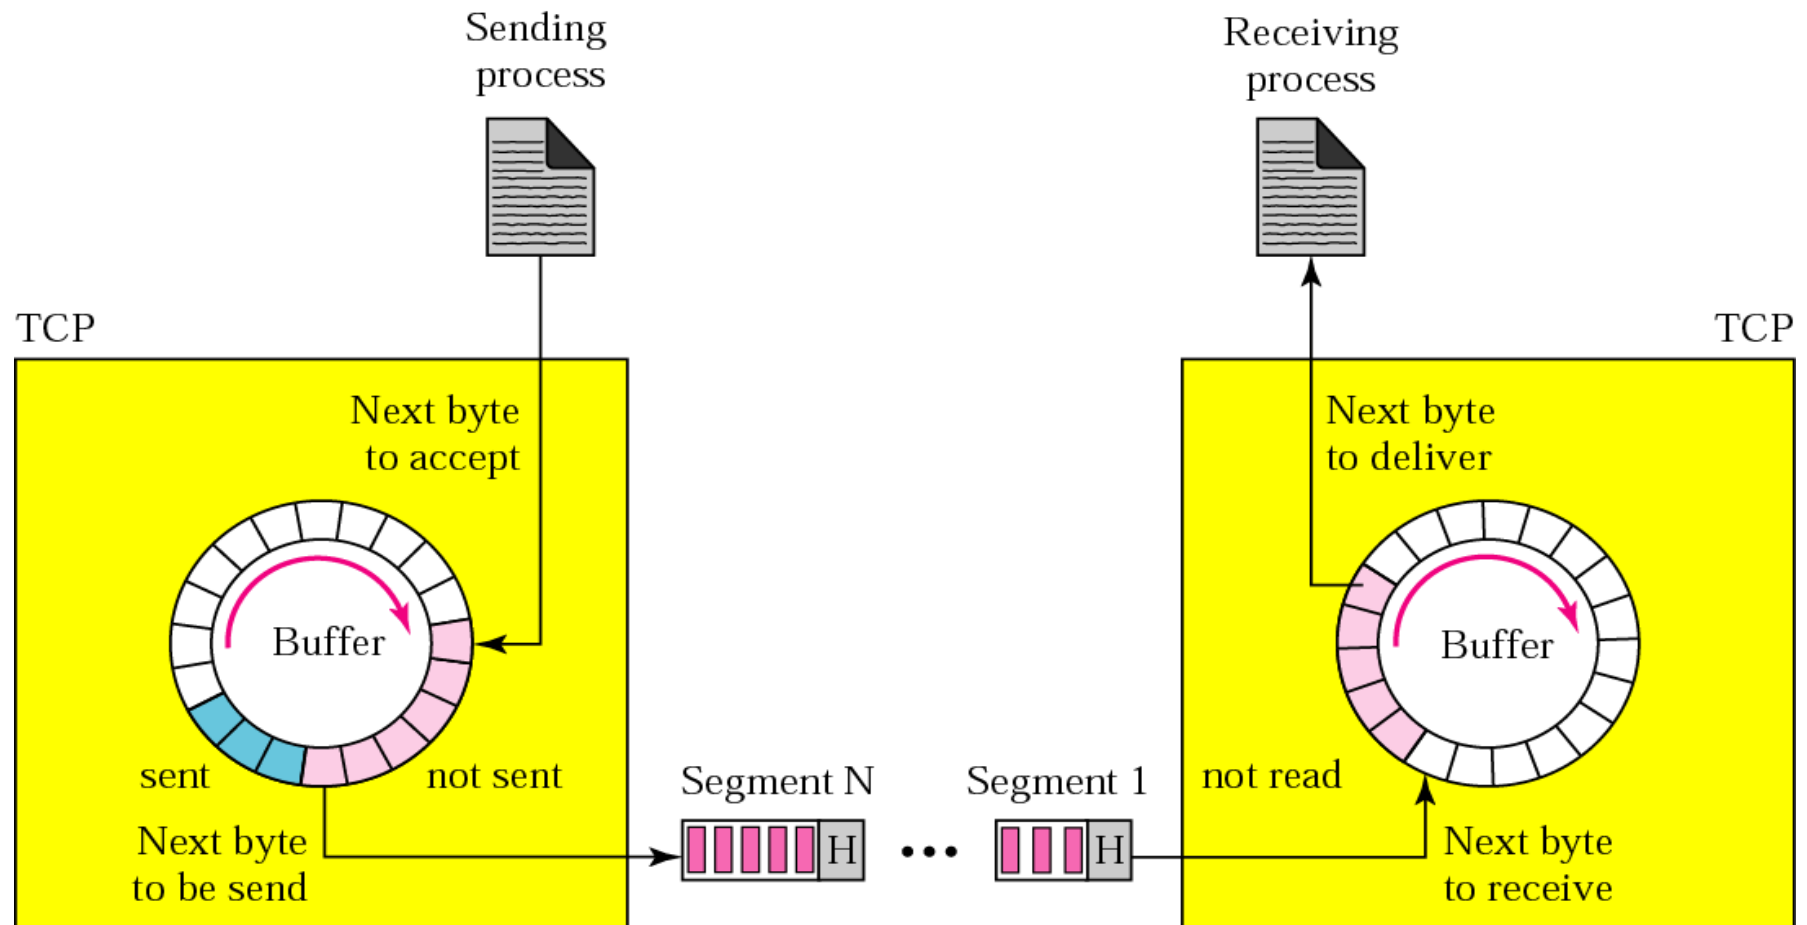 Sending
process
Receiving
process
TCP
TCP
Next byte
to accept
Next byte
to deliver
Buffer
Buffer
sent
not sent
Segment N
Segment 1
not read
Next byte
to be send
H
•••
H
Next byte
to receive